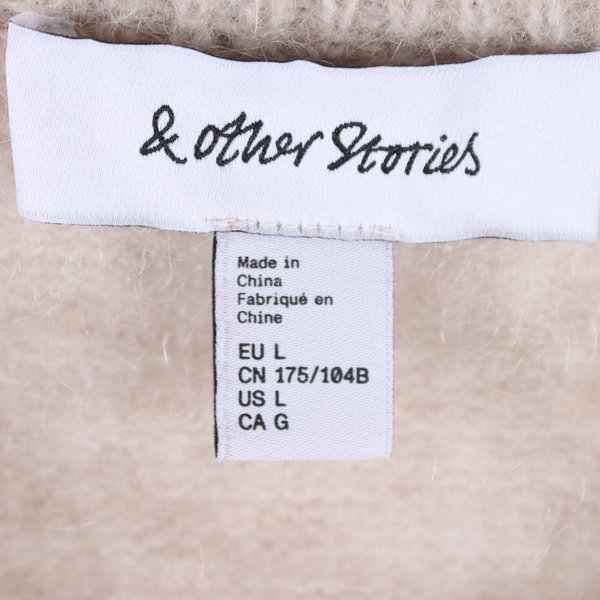 & other Stories
Made in
China
Fabriqué en
Chine
EU L
CN 175/104B
US L
CA G